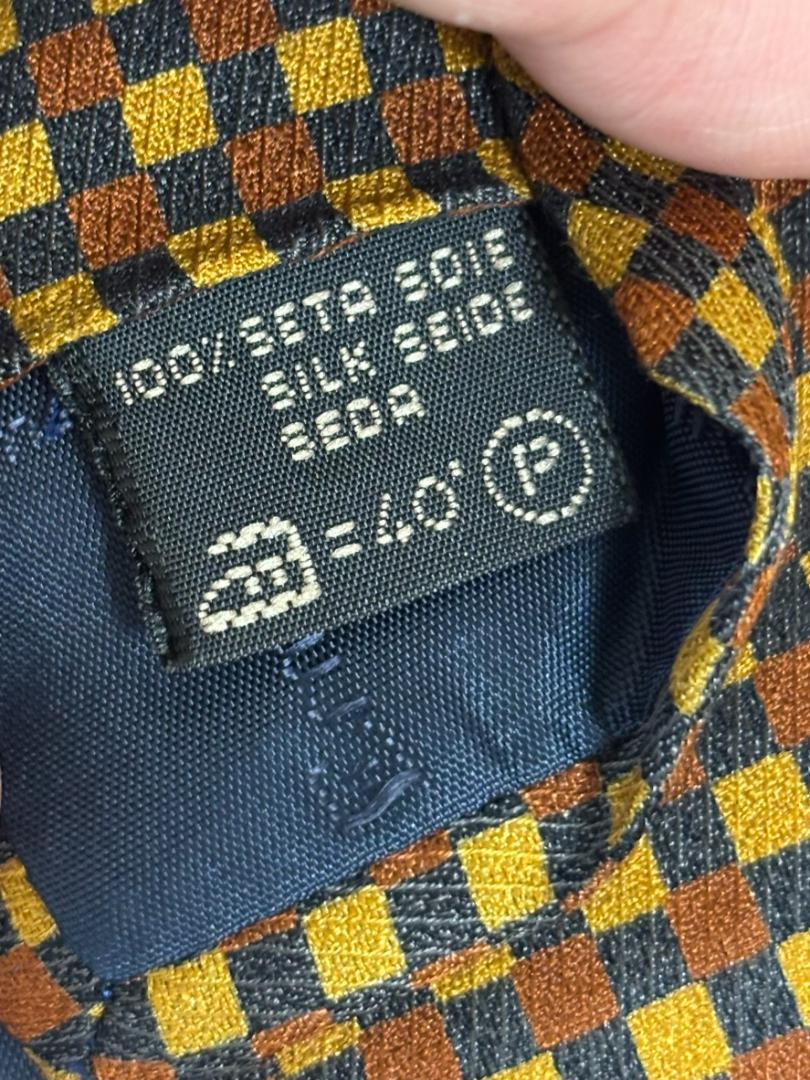 100% SETA SOIE
SILK SEIDE
SEDA
= 40° P